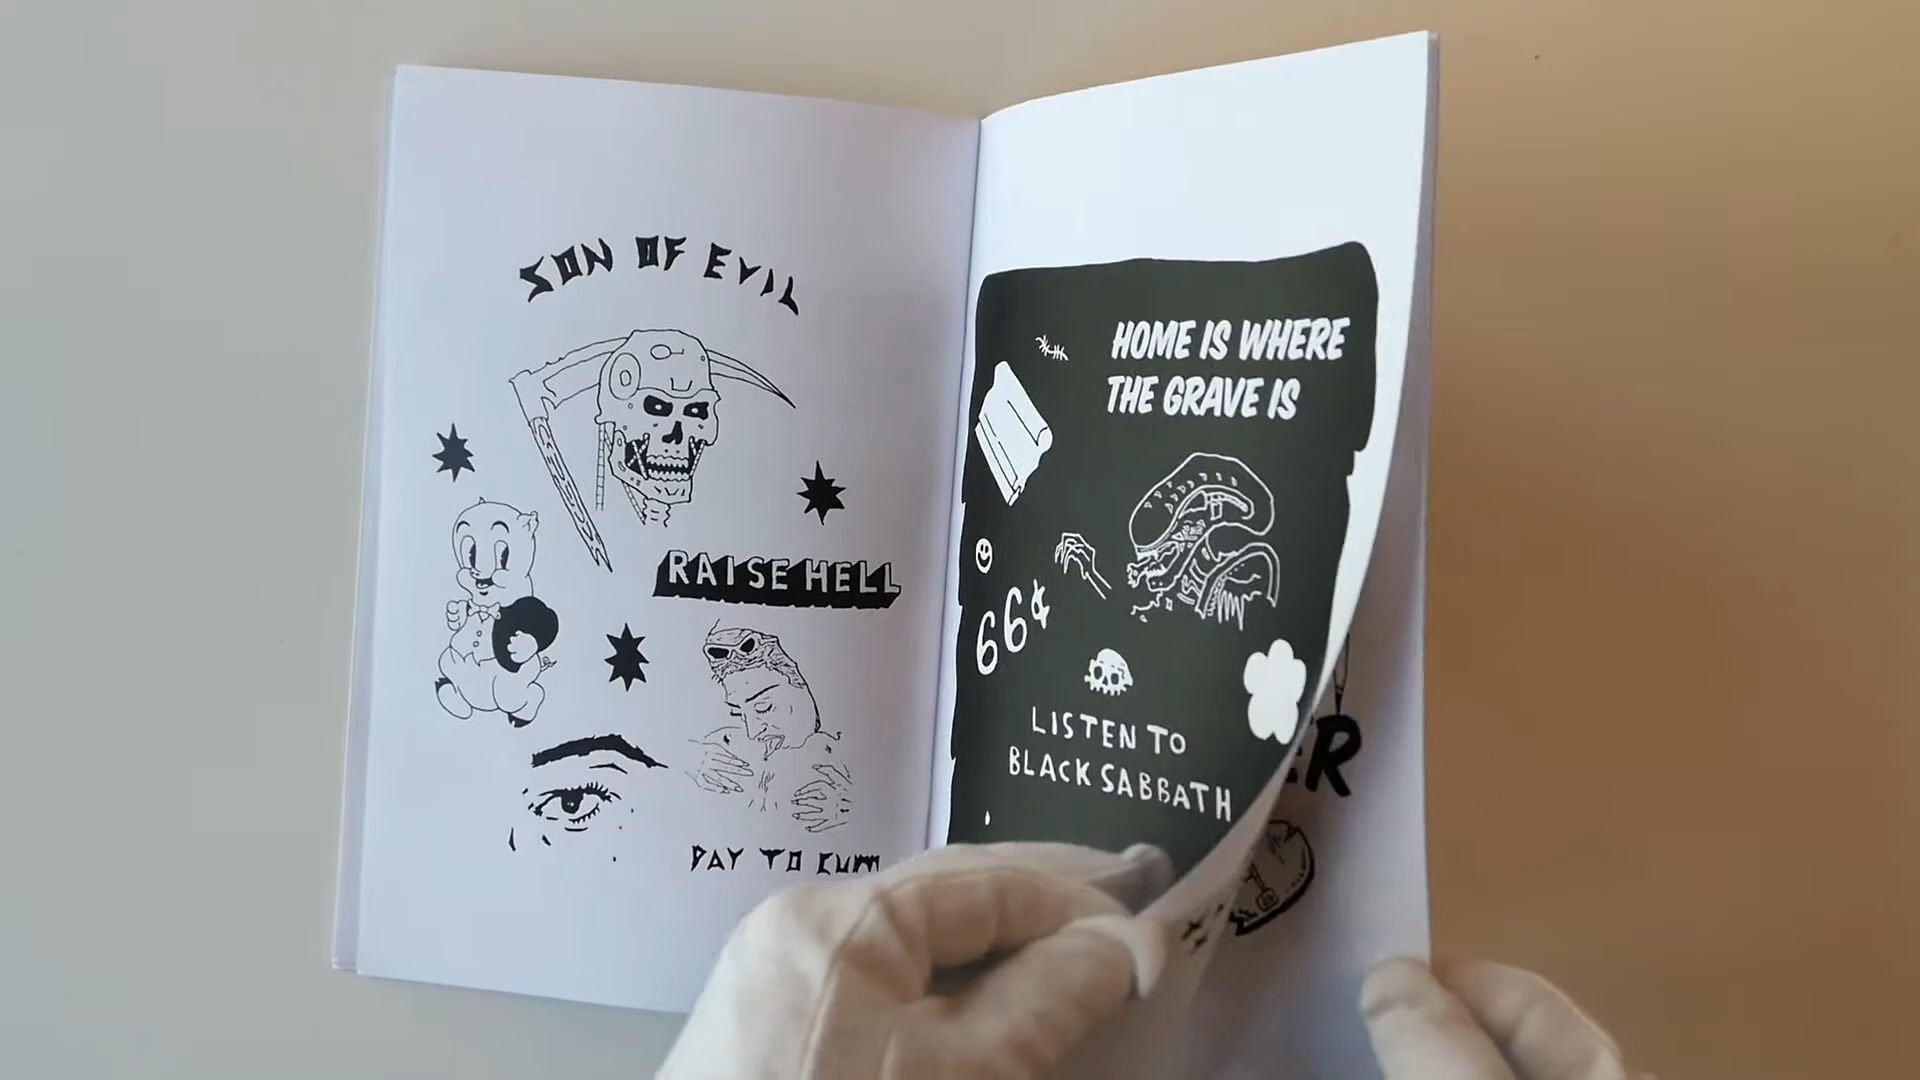 SON OF EVIL
RAISE HELL
DAY TO CUM
HOME IS WHERE
THE GRAVE IS
66¢
LISTEN TO
BLACK SABBATH
ER